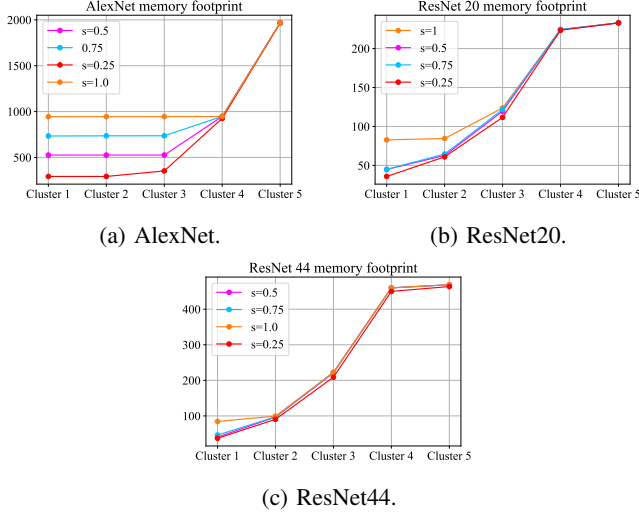 AlexNet memory footprint
2000
1500
1000
500
s=0.5
0.75
s=0.25
s=1.0
Cluster 1 Cluster 2 Cluster 3 Cluster 4 Cluster 5
(a) AlexNet.
ResNet 20 memory footprint
200
150
100
50
s=1
s=0.5
s=0.75
s=0.25
Cluster 1 Cluster 2 Cluster 3 Cluster 4 Cluster 5
(b) ResNet20.
ResNet 44 memory footprint
400
300
200
100
s=0.5
s=0.75
s=1.0
s=0.25
Cluster 1 Cluster 2 Cluster 3 Cluster 4 Cluster 5
(c) ResNet44.